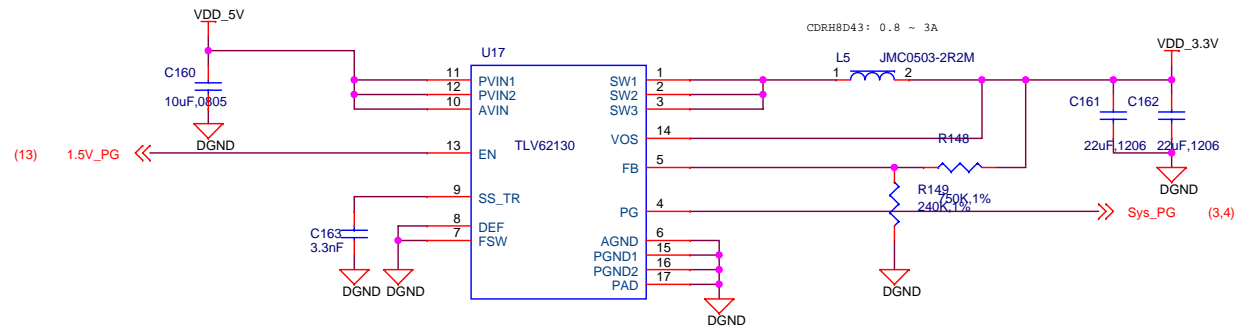 VDD_5V
CDRH8D43: 0.8 ~ 3A
VDD_3.3V
U17
C160
10uF,0805
L5
JMC0503-2R2M
1
2
11
PVIN1
SW1
1
12
PVIN2
SW2
2
10
AVIN
SW3
3
C161
C162
22uF,1206
22uF,1206
DGND
VOS
14
R148
(13)
1.5V_PG
13
EN
TLV62130
FB
5
DGND
9
SS_TR
R149
750K,1%
240K,1%
PG
4
Sys_PG
(3,4)
C163
3.3nF
8
DEF
7
FSW
AGND
6
PGND1
15
PGND2
16
PAD
17
DGND
DGND
DGND
DGND